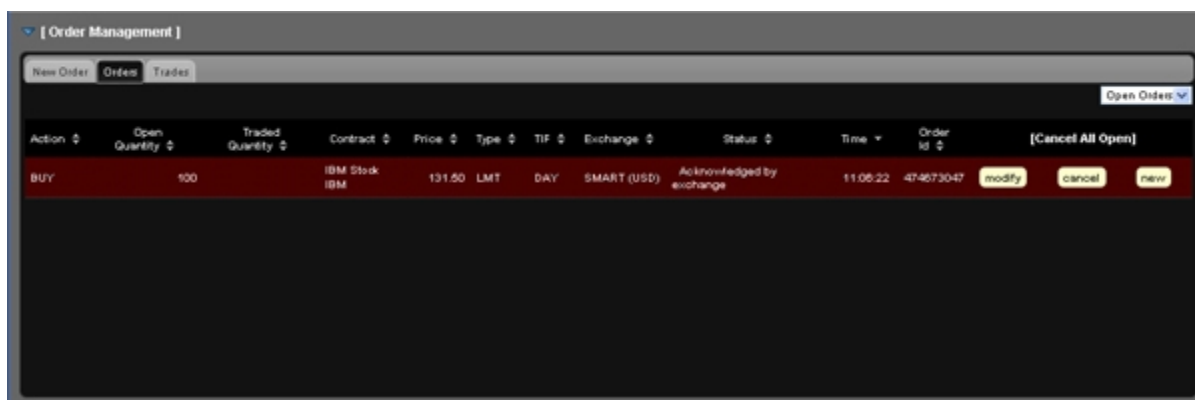 [ Order Management ]
New Order Orders Trades
Open Orders
Action Open Quantity Traded Quantity Contract Price Type TIF Exchange Status Time Order Id [Cancel All Open]
BUY 100 IBM Stock IBM 131.50 LMT DAY SMART (USD) Acknowledged by exchange 11:06:22 474673047 modify cancel new